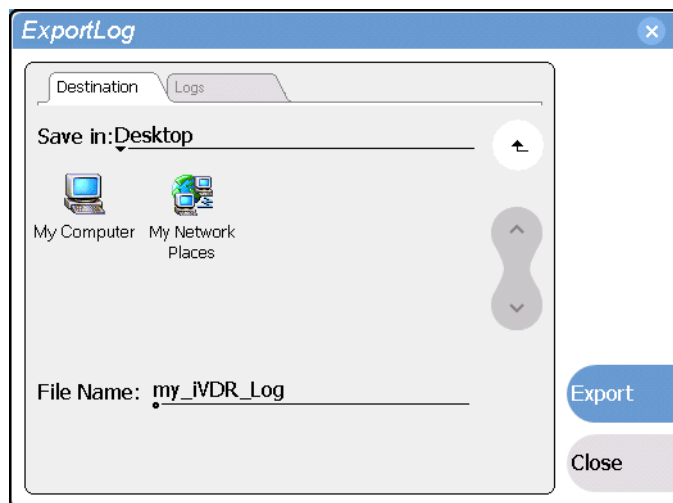 ExportLog
Destination
Logs
Save in:Desktop
My Computer
My Network
Places
File Name: my_iVDR_Log
Export
Close